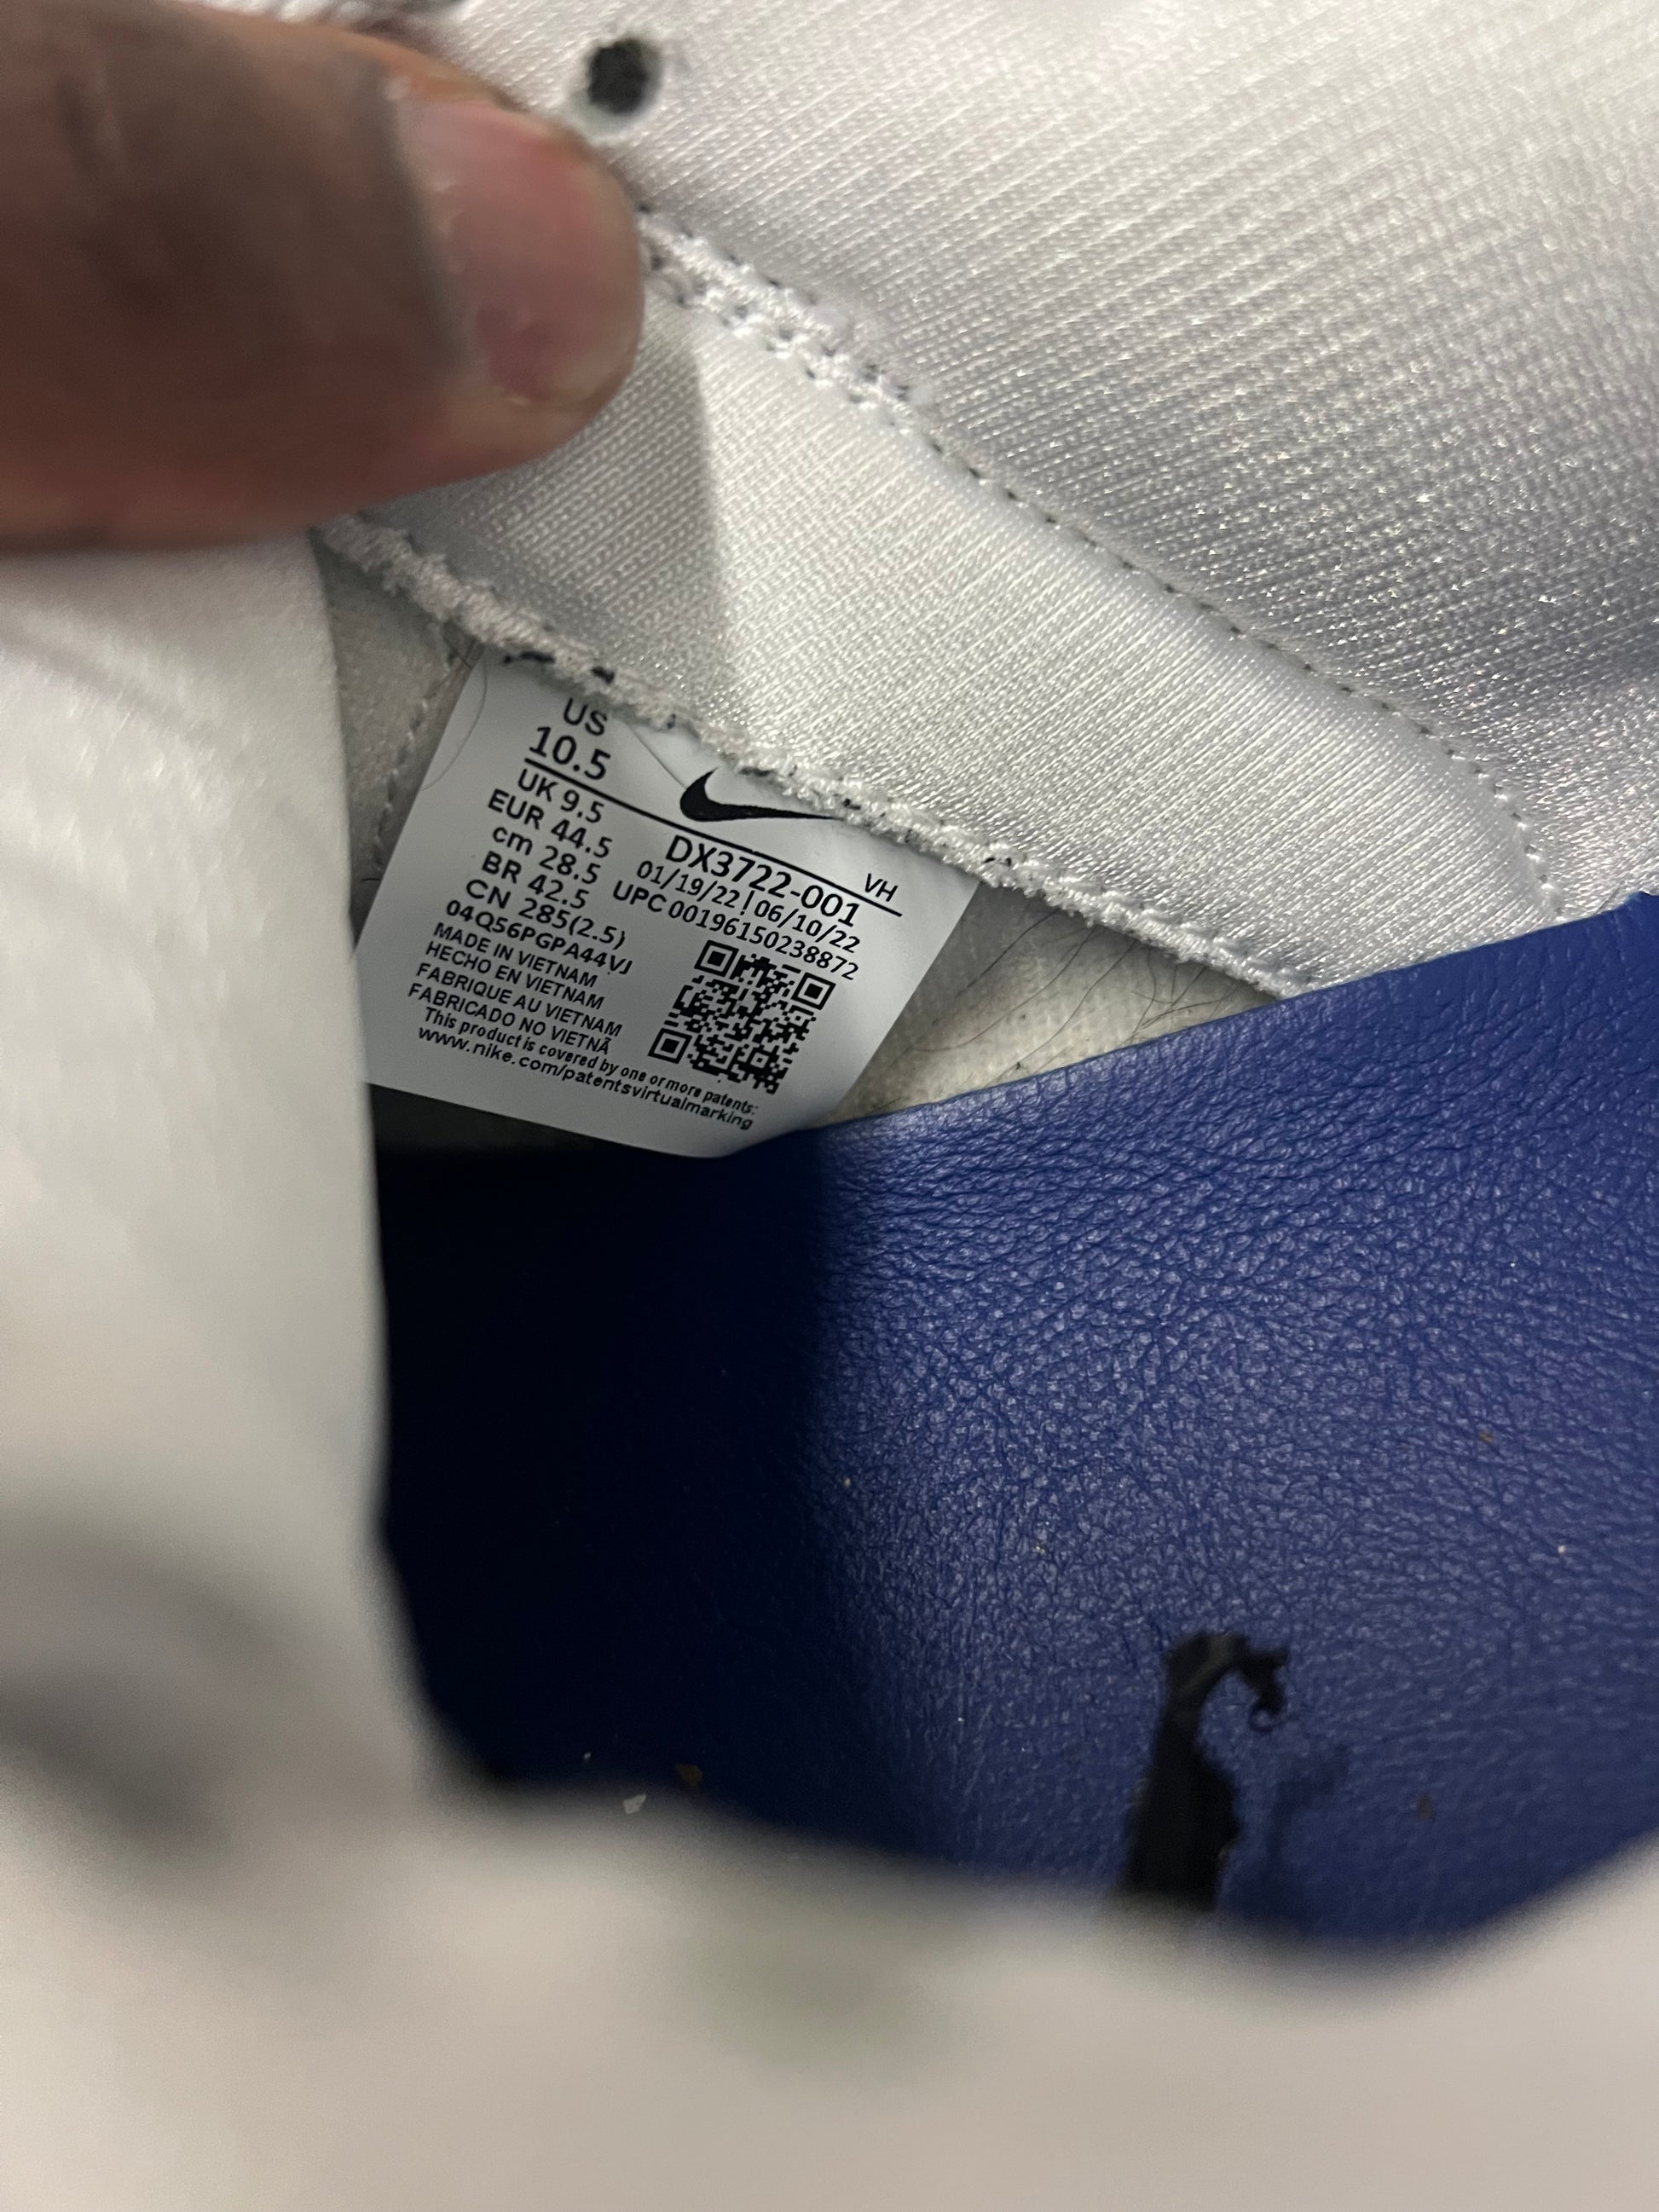 US
10.5
UK 9.5
EUR 44.5
cm 28.5
BR 42.5
CN 285(2.5)
04Q56PGPA44VJ
MADE IN VIETNAM
HECHO EN VIETNAM
FABRIQUE AU VIETNAM
FABRICADO NO VIETNÃ
This product is covered by one or more patents:
www.nike.com/patentsvirtualmarking
VH
DX3722-001
01/19/22 | 06/10/22
UPC 00196150238872